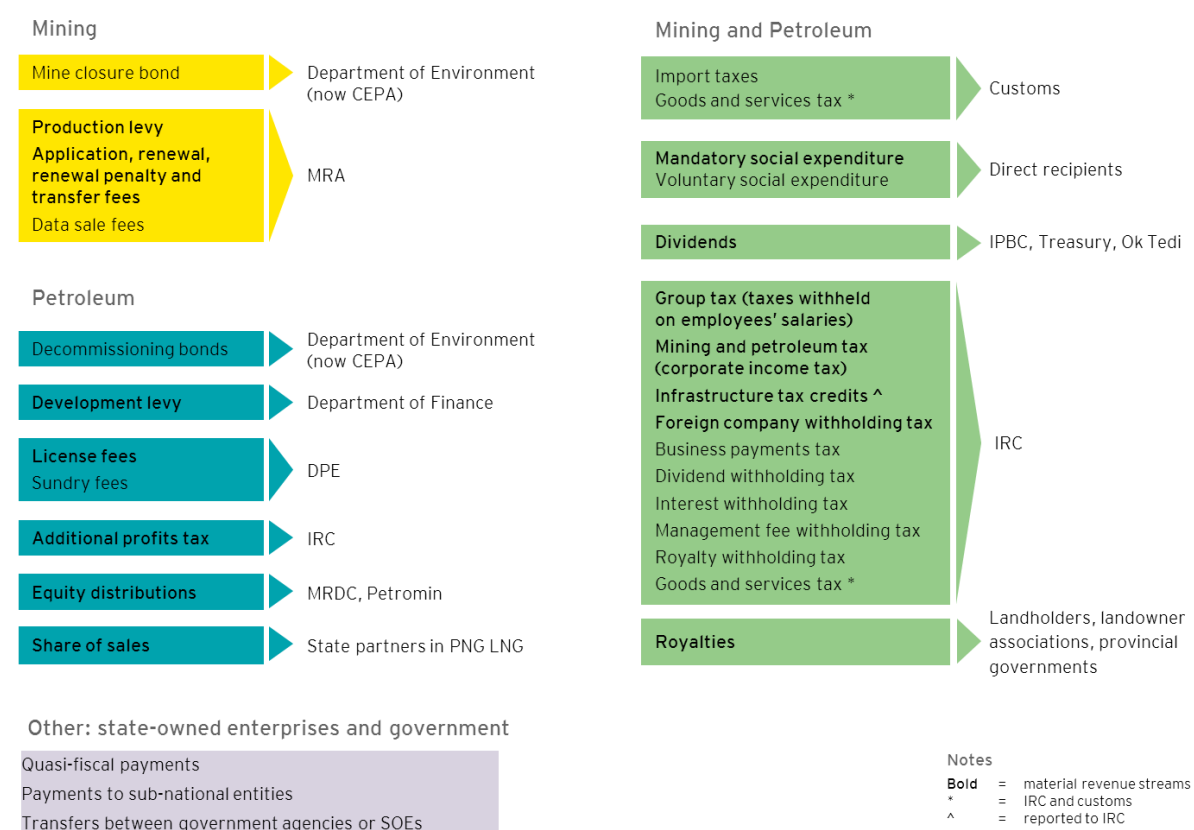 Mining
Mine closure bond
Department of Environment
(now CEPA)
Production levy
Application, renewal,
renewal penalty and
transfer fees
Data sale fees
MRA
Petroleum
Decommissioning bonds
Department of Environment
(now CEPA)
Development levy
Department of Finance
License fees
Sundry fees
DPE
Additional profits tax
IRC
Equity distributions
MRDC, Petromin
Share of sales
State partners in PNG LNG
Mining and Petroleum
Import taxes
Goods and services tax *
Customs
Mandatory social expenditure
Voluntary social expenditure
Direct recipients
Dividends
IPBC, Treasury, Ok Tedi
Group tax (taxes withheld
on employees' salaries)
Mining and petroleum tax
(corporate income tax)
Infrastructure tax credits ^
Foreign company withholding tax
Business payments tax
Dividend withholding tax
Interest withholding tax
Management fee withholding tax
Royalty withholding tax
Goods and services tax *
IRC
Royalties
Landholders, landowner
associations, provincial
governments
Other: state-owned enterprises and government
Quasi-fiscal payments
Payments to sub-national entities
Transfers between government agencies or SOEs
Notes
Bold = material revenue streams
* = IRC and customs
^ = reported to IRC